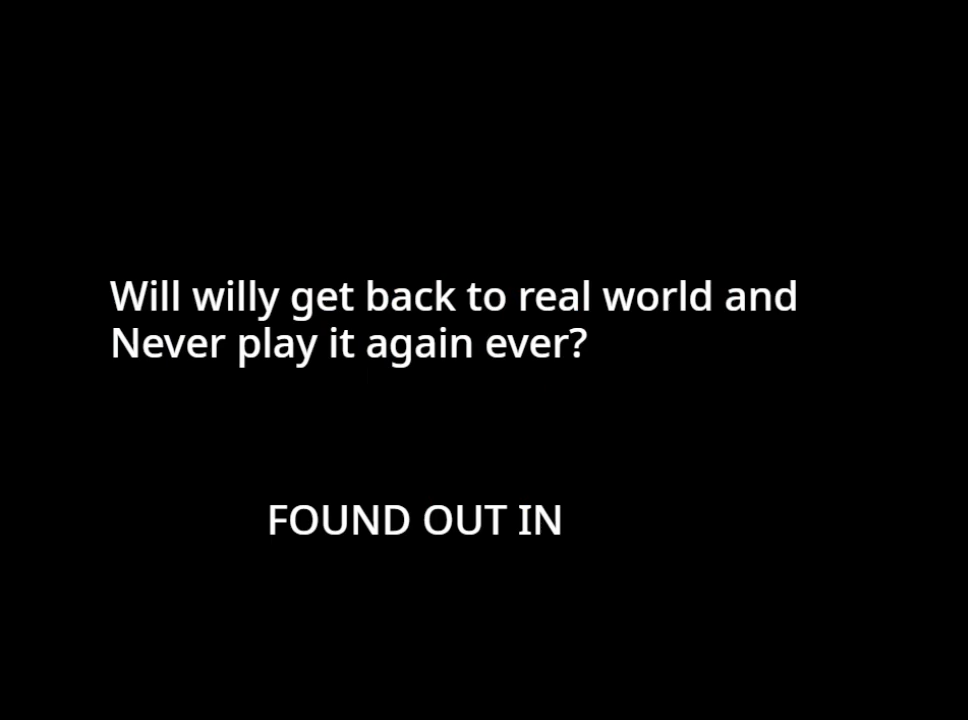 Will willy get back to real world and
Never play it again ever?
FOUND OUT IN